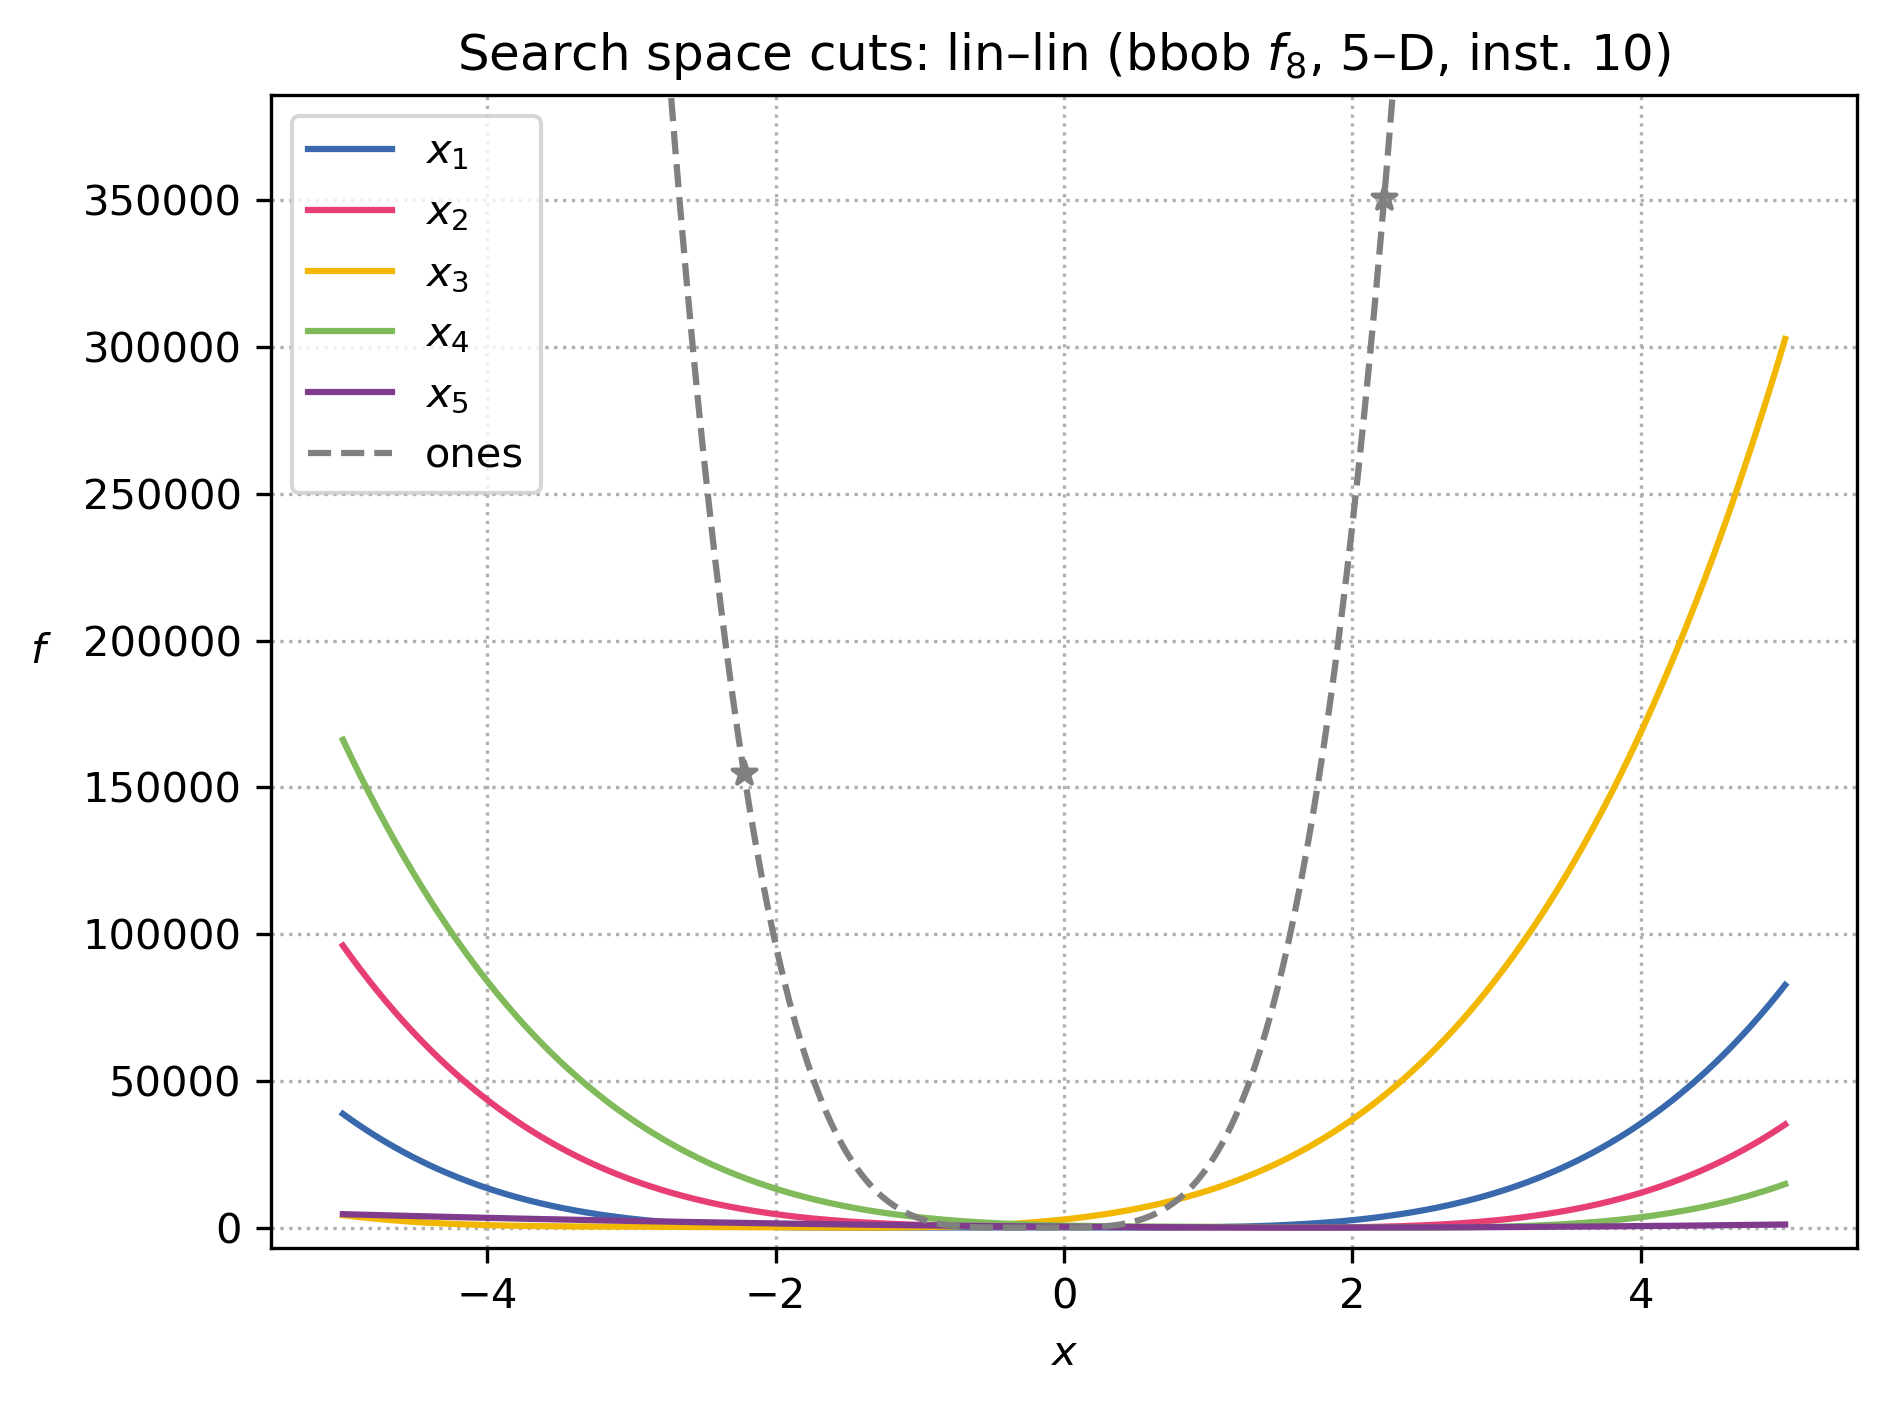 Search space cuts: lin–lin (bbob f₈, 5–D, inst. 10)
x₁
x₂
x₃
x₄
x₅
ones
350000
300000
250000
200000
150000
100000
50000
0
f
−4
−2
0
2
4
x